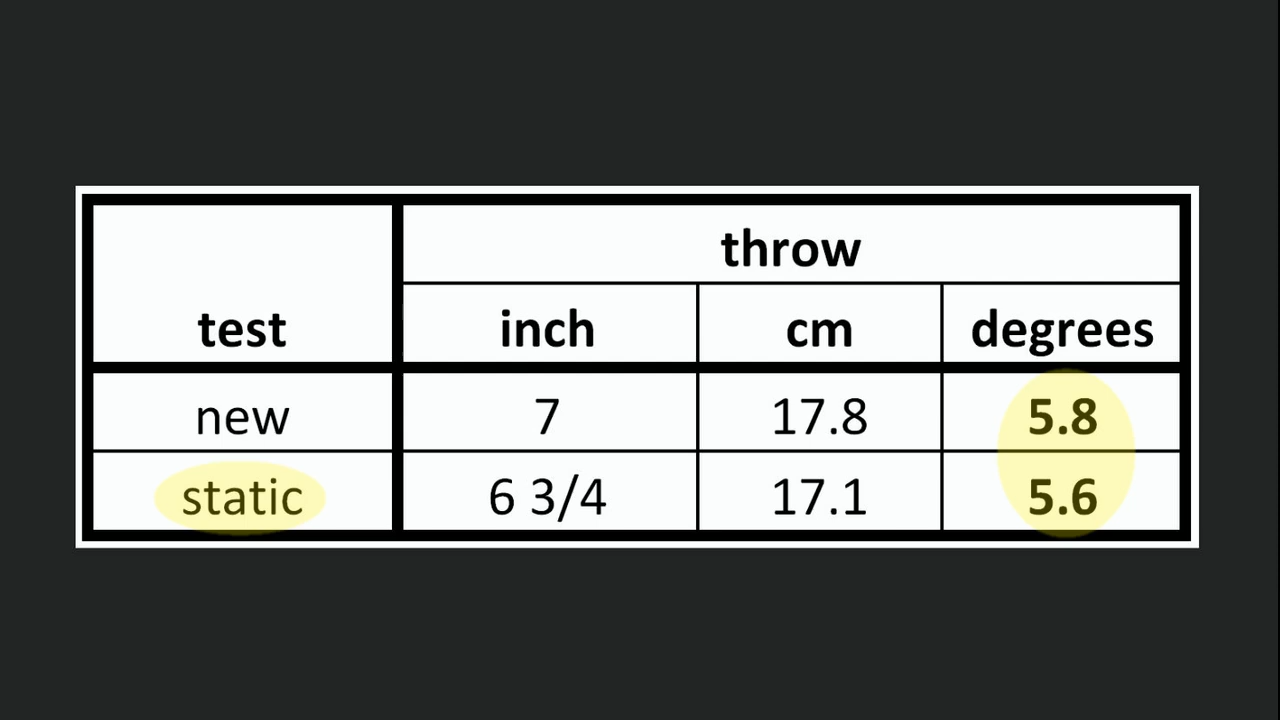 throw
test inch cm degrees
new 7 17.8 5.8
static 6 3/4 17.1 5.6